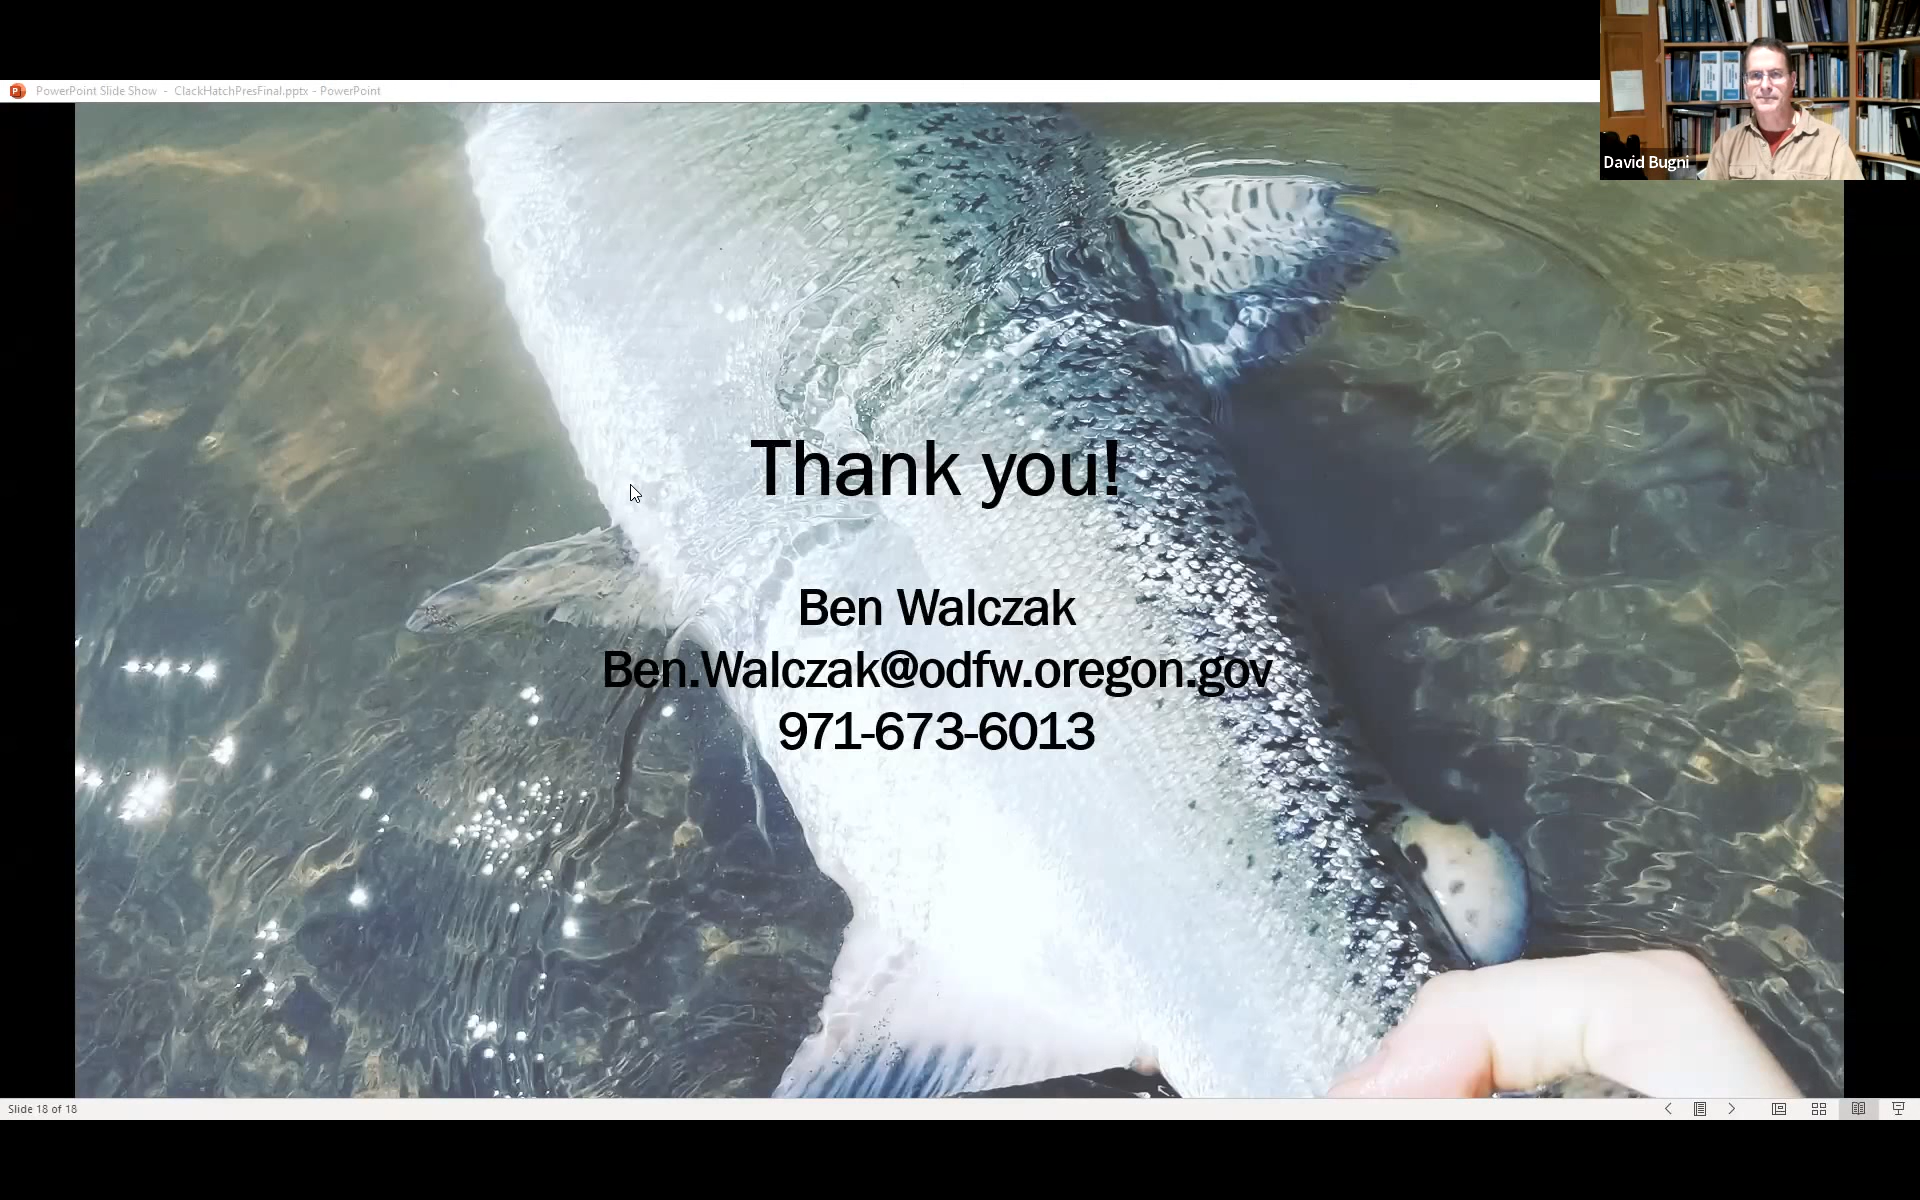 PowerPoint Slide Show - ClackHatchPresFinal.pptx - PowerPoint
David Bugni
Thank you!
Ben Walczak
Ben.Walczak@odfw.oregon.gov
971-673-6013
Slide 18 of 18